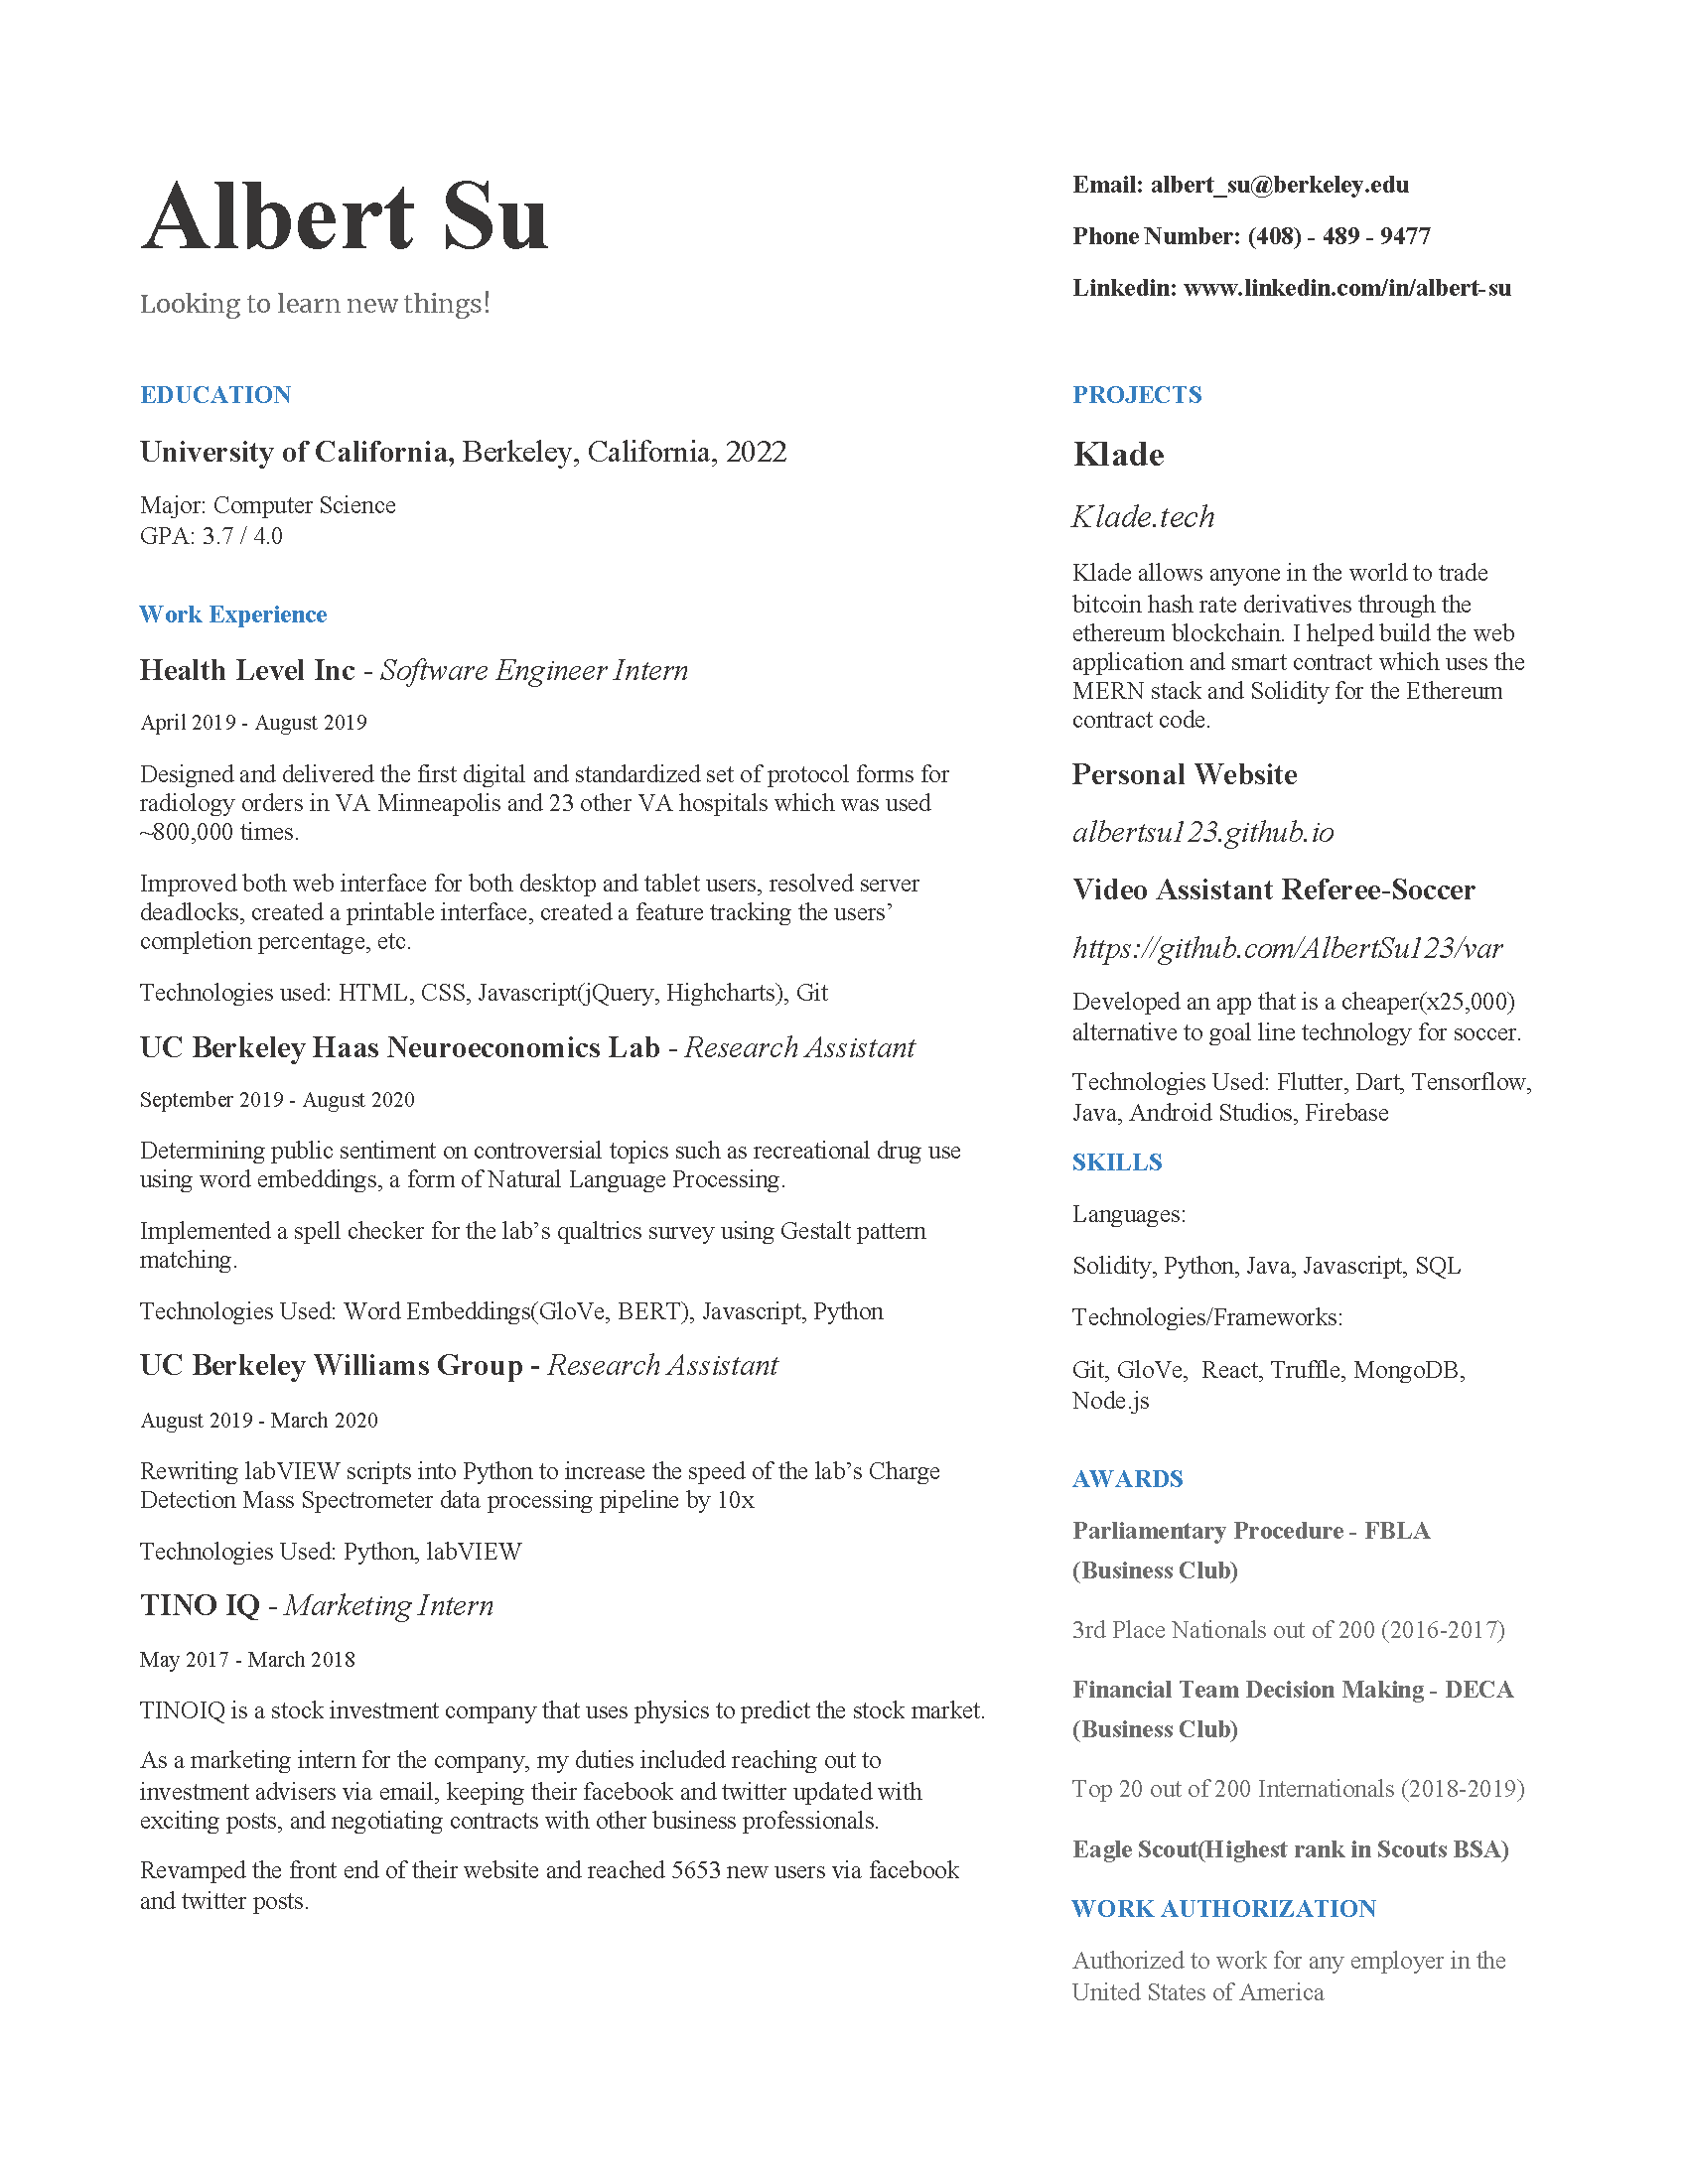 Albert Su
Looking to learn new things!
Email: albert_su@berkeley.edu
Phone Number: (408) - 489 - 9477
Linkedin: www.linkedin.com/in/albert-su
EDUCATION
University of California, Berkeley, California, 2022
Major: Computer Science
GPA: 3.7 / 4.0
Work Experience
Health Level Inc - Software Engineer Intern
April 2019 - August 2019
Designed and delivered the first digital and standardized set of protocol forms for
radiology orders in VA Minneapolis and 23 other VA hospitals which was used
~800,000 times.
Improved both web interface for both desktop and tablet users, resolved server
deadlocks, created a printable interface, created a feature tracking the users’
completion percentage, etc.
Technologies used: HTML, CSS, Javascript(jQuery, Highcharts), Git
UC Berkeley Haas Neuroeconomics Lab - Research Assistant
September 2019 - August 2020
Determining public sentiment on controversial topics such as recreational drug use
using word embeddings, a form of Natural Language Processing.
Implemented a spell checker for the lab’s qualtrics survey using Gestalt pattern
matching.
Technologies Used: Word Embeddings(GloVe, BERT), Javascript, Python
UC Berkeley Williams Group - Research Assistant
August 2019 - March 2020
Rewriting labVIEW scripts into Python to increase the speed of the lab’s Charge
Detection Mass Spectrometer data processing pipeline by 10x
Technologies Used: Python, labVIEW
TINO IQ - Marketing Intern
May 2017 - March 2018
TINOIQ is a stock investment company that uses physics to predict the stock market.
As a marketing intern for the company, my duties included reaching out to
investment advisers via email, keeping their facebook and twitter updated with
exciting posts, and negotiating contracts with other business professionals.
Revamped the front end of their website and reached 5653 new users via facebook
and twitter posts.
PROJECTS
Klade
Klade.tech
Klade allows anyone in the world to trade
bitcoin hash rate derivatives through the
ethereum blockchain. I helped build the web
application and smart contract which uses the
MERN stack and Solidity for the Ethereum
contract code.
Personal Website
albertsu123.github.io
Video Assistant Referee-Soccer
https://github.com/AlbertSu123/var
Developed an app that is a cheaper(x25,000)
alternative to goal line technology for soccer.
Technologies Used: Flutter, Dart, Tensorflow,
Java, Android Studios, Firebase
SKILLS
Languages:
Solidity, Python, Java, Javascript, SQL
Technologies/Frameworks:
Git, GloVe,  React, Truffle, MongoDB,
Node.js
AWARDS
Parliamentary Procedure - FBLA
(Business Club)
3rd Place Nationals out of 200 (2016-2017)
Financial Team Decision Making - DECA
(Business Club)
Top 20 out of 200 Internationals (2018-2019)
Eagle Scout(Highest rank in Scouts BSA)
WORK AUTHORIZATION
Authorized to work for any employer in the
United States of America